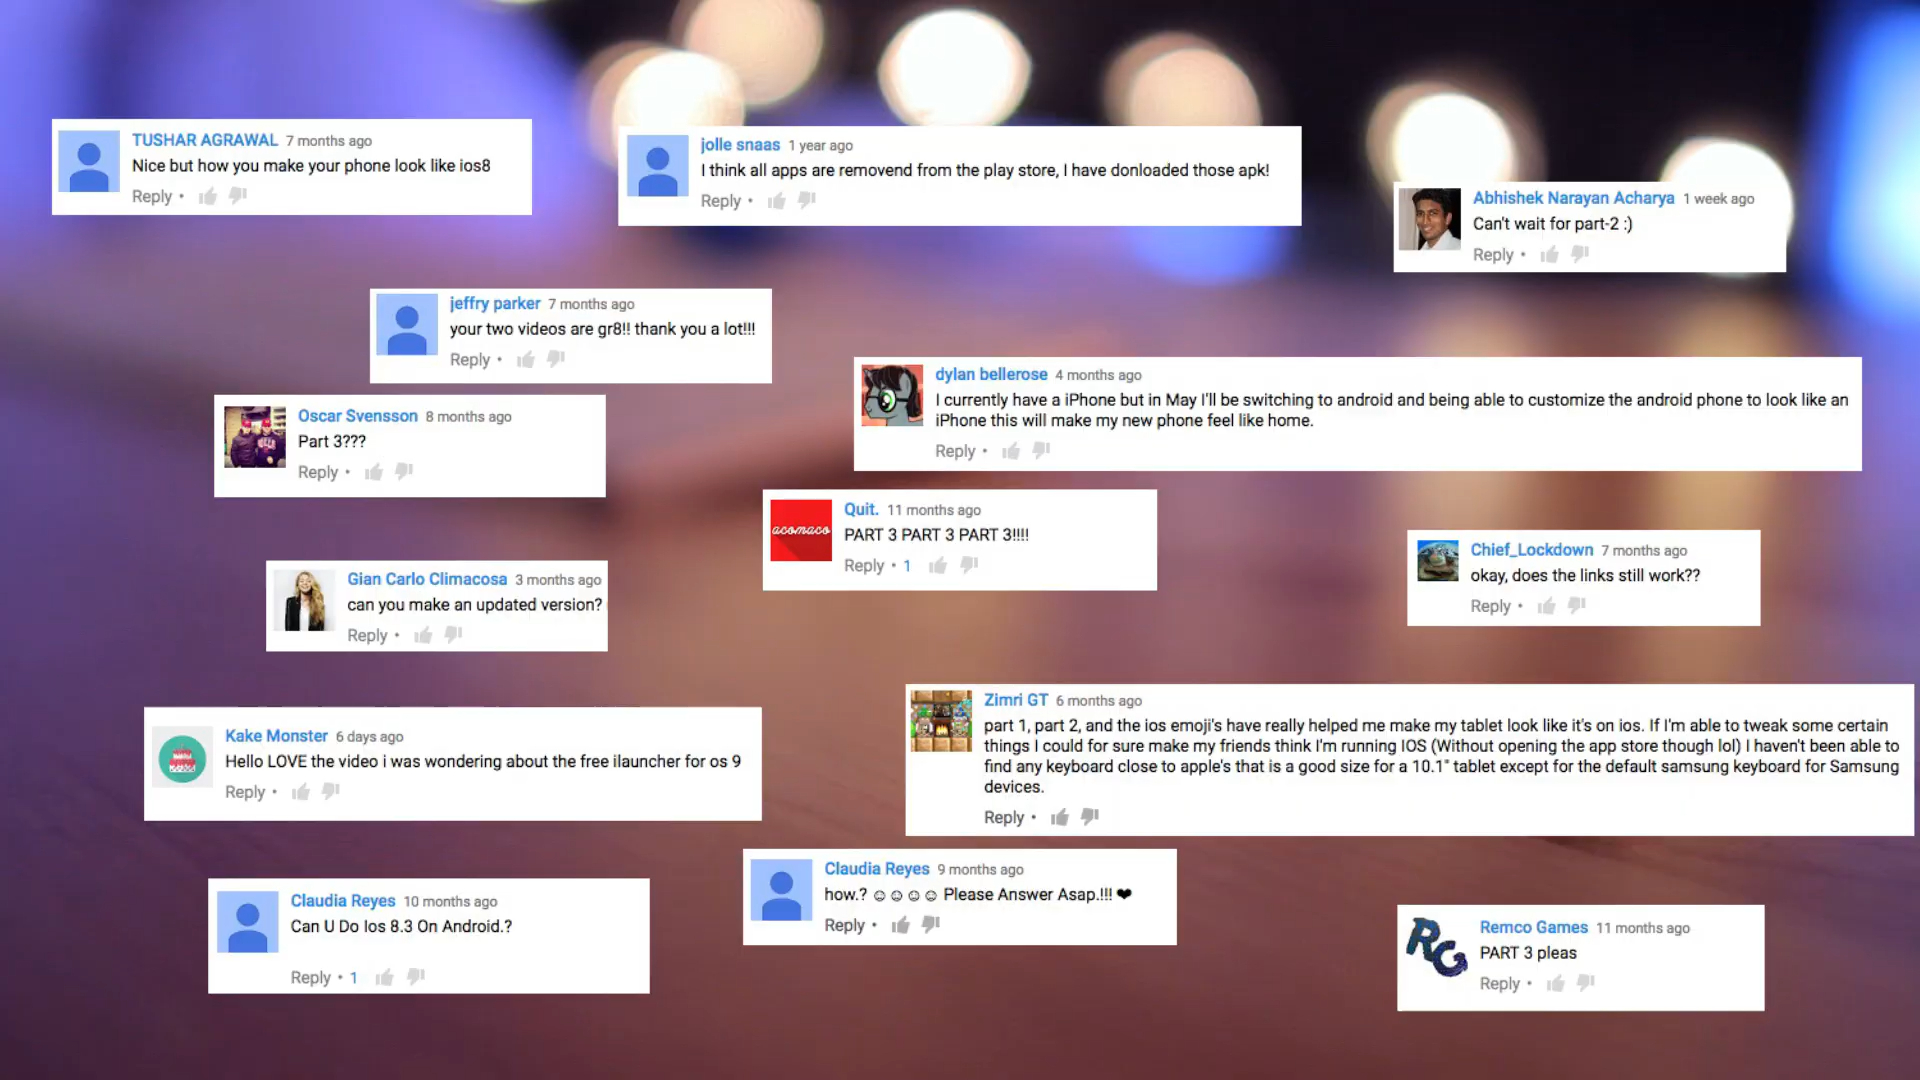 TUSHAR AGRAWAL 7 months ago
Nice but how you make your phone look like ios8
Reply •
jolle snaas 1 year ago
I think all apps are removend from the play store, I have donloaded those apk!
Reply •
Abhishek Narayan Acharya 1 week ago
Can't wait for part-2 :)
Reply •
jeffry parker 7 months ago
your two videos are gr8!! thank you a lot!!!
Reply •
dylan bellerose 4 months ago
I currently have a iPhone but in May I'll be switching to android and being able to customize the android phone to look like an
iPhone this will make my new phone feel like home.
Reply •
Oscar Svensson 8 months ago
Part 3???
Reply •
acomaco
Quit. 11 months ago
PART 3 PART 3 PART 3!!!!
Reply • 1
Chief_Lockdown 7 months ago
okay, does the links still work??
Reply •
Gian Carlo Climacosa 3 months ago
can you make an updated version?
Reply •
Kake Monster 6 days ago
Hello LOVE the video i was wondering about the free ilauncher for os 9
Reply •
Zimri GT 6 months ago
part 1, part 2, and the ios emoji's have really helped me make my tablet look like it's on ios. If I'm able to tweak some certain
things I could for sure make my friends think I'm running IOS (Without opening the app store though lol) I haven't been able to
find any keyboard close to apple's that is a good size for a 10.1" tablet except for the default samsung keyboard for Samsung
devices.
Reply •
Claudia Reyes 10 months ago
Can U Do Ios 8.3 On Android.?
Reply • 1
Claudia Reyes 9 months ago
how.? ☺☺☺☺ Please Answer Asap.!!! ❤
Reply •
RG
Remco Games 11 months ago
PART 3 pleas
Reply •